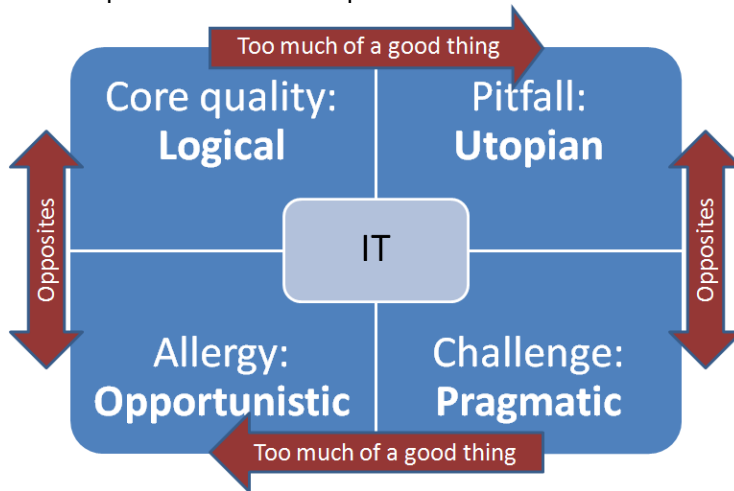 Too much of a good thing
Core quality:
Logical
Pitfall:
Utopian
Opposites
IT
Opposites
Allergy:
Opportunistic
Challenge:
Pragmatic
Too much of a good thing